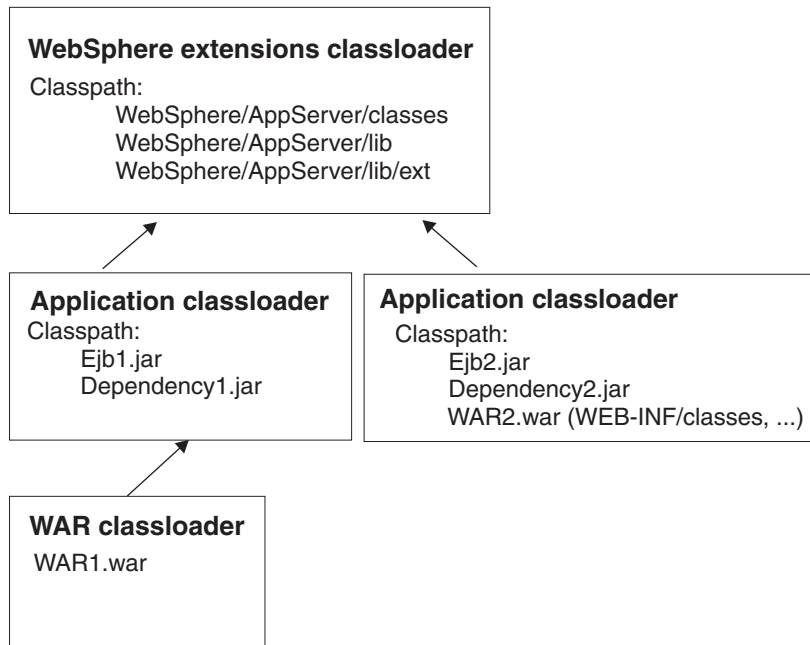 WebSphere extensions classloader
Classpath:
WebSphere/AppServer/classes
WebSphere/AppServer/lib
WebSphere/AppServer/lib/ext
Application classloader
Classpath:
Ejb1.jar
Dependency1.jar
Application classloader
Classpath:
Ejb2.jar
Dependency2.jar
WAR2.war (WEB-INF/classes, ...)
WAR classloader
WAR1.war